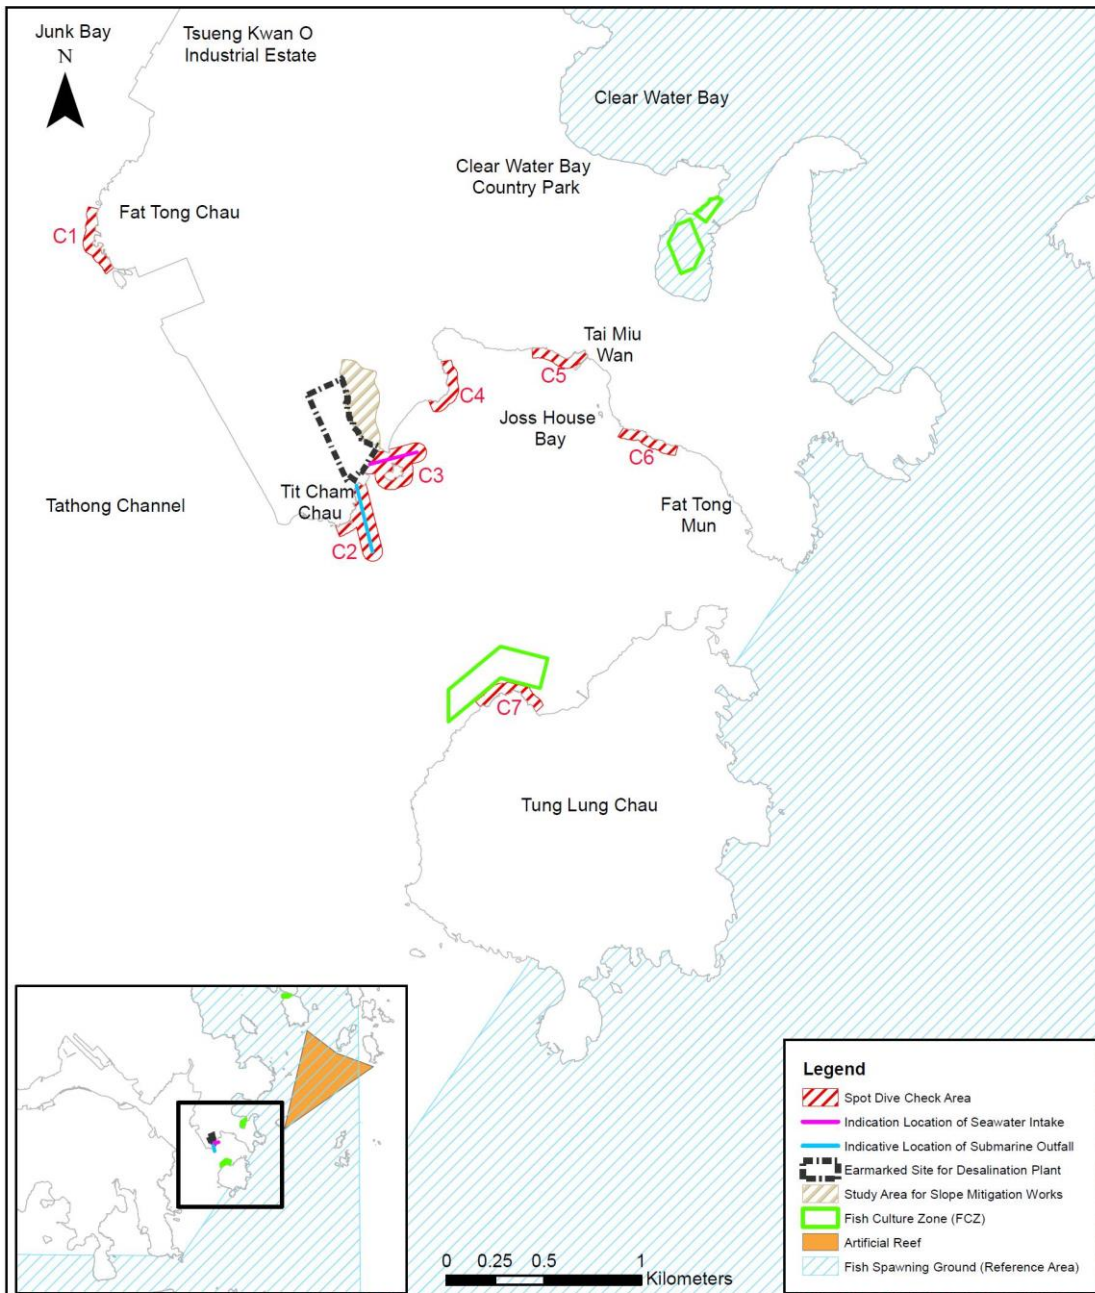 Junk Bay
N
Tsueng Kwan O
Industrial Estate
Clear Water Bay
Clear Water Bay
Country Park
Fat Tong Chau
C1
Tai Miu
Wan
C5
C4
Joss House
Bay
C6
C3
Tit Cham
Chau
Tathong Channel
Fat Tong
Mun
C2
C7
Tung Lung Chau
Legend
Spot Dive Check Area
Indication Location of Seawater Intake
Indicative Location of Submarine Outfall
Earmarked Site for Desalination Plant
Study Area for Slope Mitigation Works
Fish Culture Zone (FCZ)
Artificial Reef
Fish Spawning Ground (Reference Area)
0 0.25 0.5 1
Kilometers